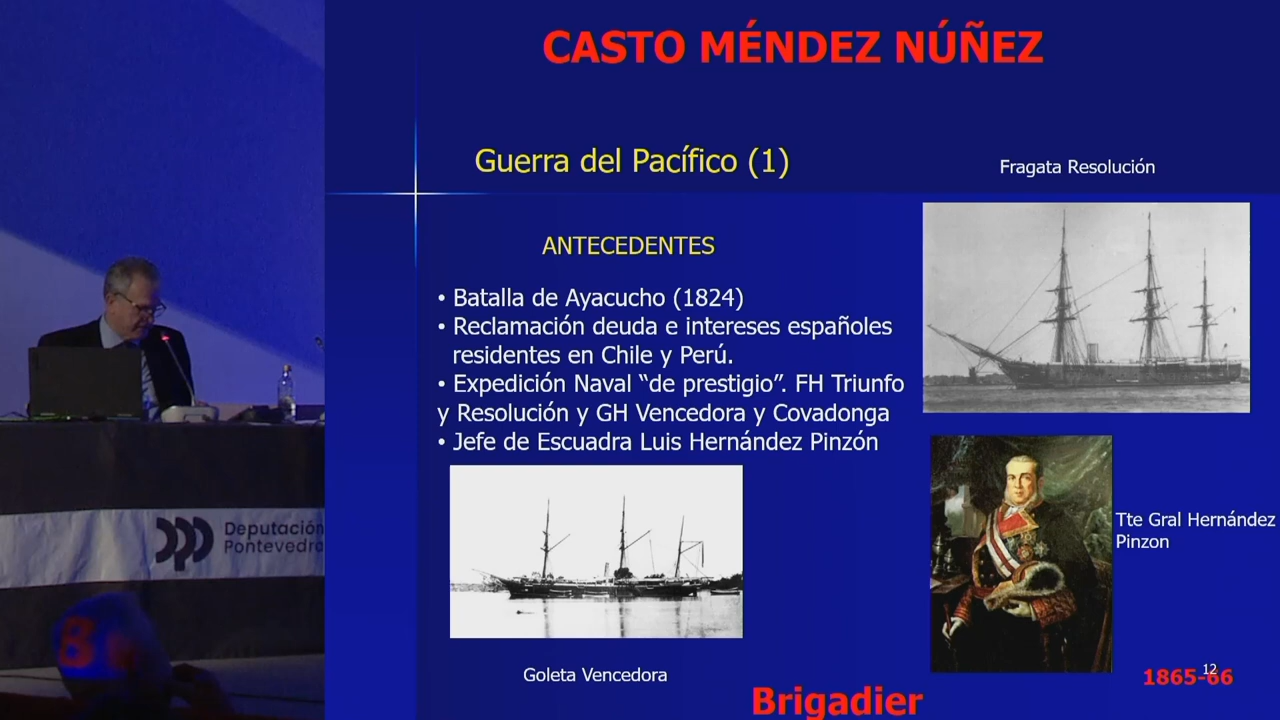 CASTO MÉNDEZ NÚÑEZ
Guerra del Pacífico (1)
Fragata Resolución
ANTECEDENTES
• Batalla de Ayacucho (1824)
• Reclamación deuda e intereses españoles
residentes en Chile y Perú.
• Expedición Naval “de prestigio”. FH Triunfo
y Resolución y GH Vencedora y Covadonga
• Jefe de Escuadra Luis Hernández Pinzón
Tte Gral Hernández
Pinzon
Goleta Vencedora
12
1865-66
Brigadier
Deputación
Pontevedra